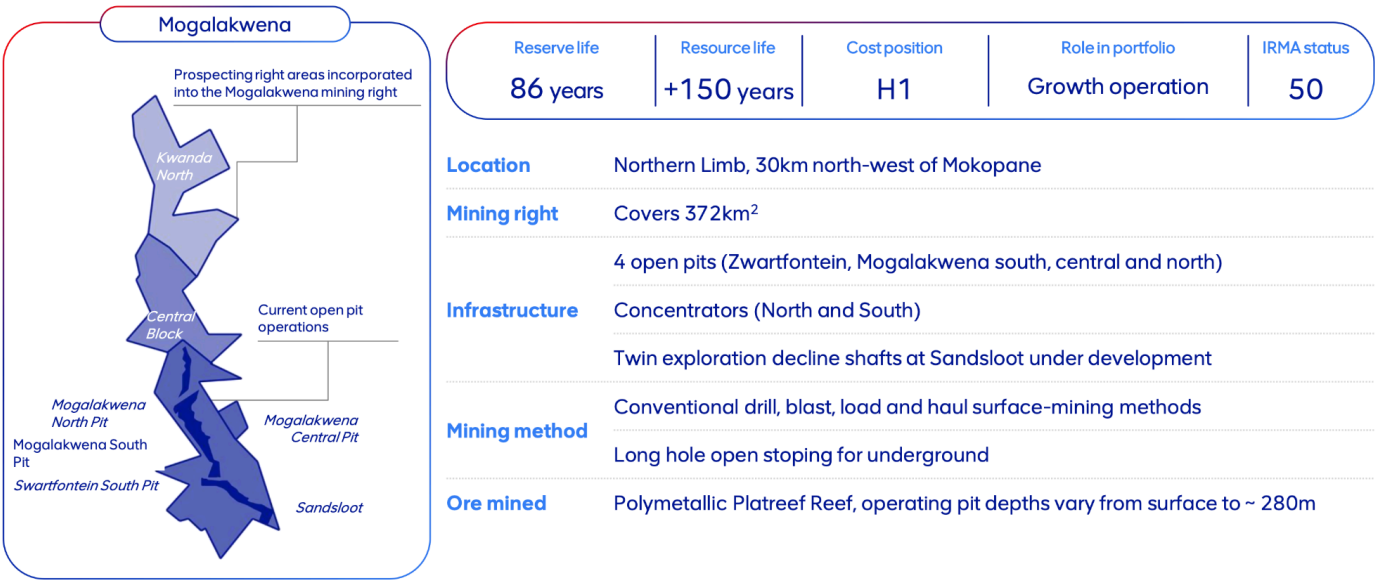 Mogalakwena
Prospecting right areas incorporated
into the Mogalakwena mining right
Kwanda
North
Central
Block
Current open pit
operations
Mogalakwena
North Pit
Mogalakwena
Central Pit
Mogalakwena South
Pit
Swartfontein South Pit
Sandsloot
Reserve life
86 years
Resource life
+150 years
Cost position
H1
Role in portfolio
Growth operation
IRMA status
50
Location
Northern Limb, 30km north-west of Mokopane
Mining right
Covers 372km²
Infrastructure
4 open pits (Zwartfontein, Mogalakwena south, central and north)
Concentrators (North and South)
Twin exploration decline shafts at Sandsloot under development
Mining method
Conventional drill, blast, load and haul surface-mining methods
Long hole open stoping for underground
Ore mined
Polymetallic Platreef Reef, operating pit depths vary from surface to ~ 280m